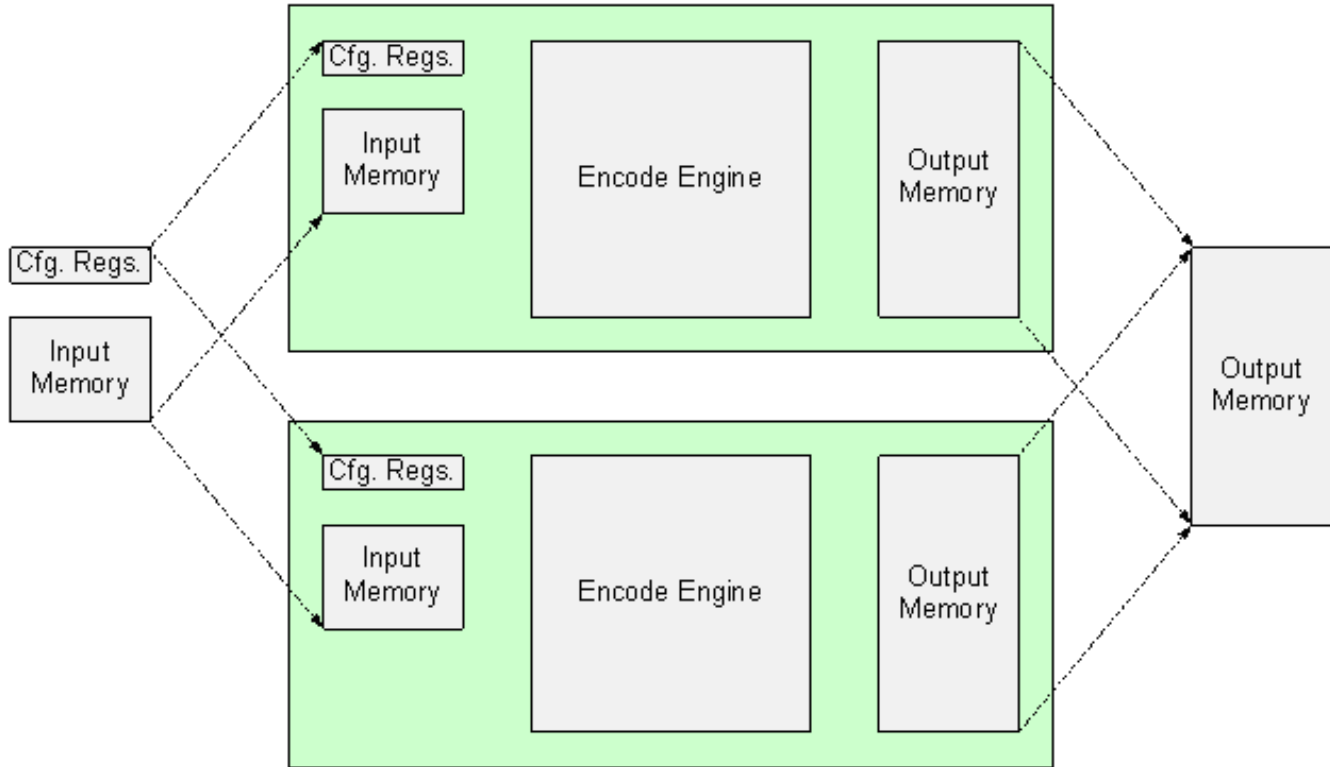 Cfg. Regs.
Input
Memory
Cfg. Regs.
Input
Memory
Encode Engine
Output
Memory
Cfg. Regs.
Input
Memory
Encode Engine
Output
Memory
Output
Memory